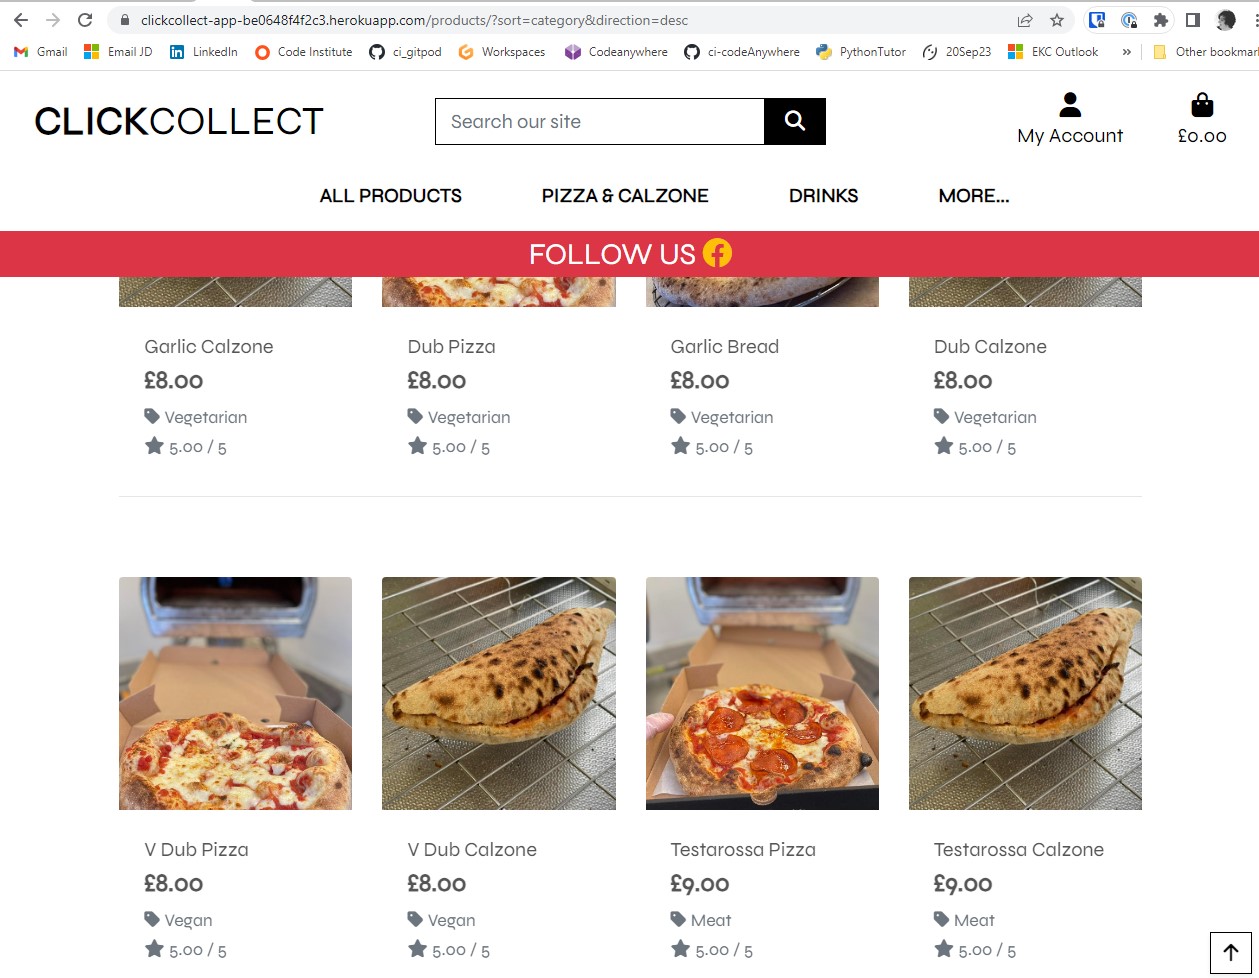 clickcollect-app-be0648f4f2c3.herokuapp.com/products/?sort=category&direction=desc
Gmail Email JD LinkedIn Code Institute ci_gitpod Workspaces Codeanywhere ci-codeAnywhere PythonTutor 20Sep23 EKC Outlook » Other bookmar
CLICKCOLLECT
Search our site
My Account
£0.00
ALL PRODUCTS PIZZA & CALZONE DRINKS MORE...
FOLLOW US
Garlic Calzone Dub Pizza Garlic Bread Dub Calzone
£8.00 £8.00 £8.00 £8.00
Vegetarian Vegetarian Vegetarian Vegetarian
5.00 / 5 5.00 / 5 5.00 / 5 5.00 / 5
V Dub Pizza V Dub Calzone Testarossa Pizza Testarossa Calzone
£8.00 £8.00 £9.00 £9.00
Vegan Vegan Meat Meat
5.00 / 5 5.00 / 5 5.00 / 5 5.00 / 5